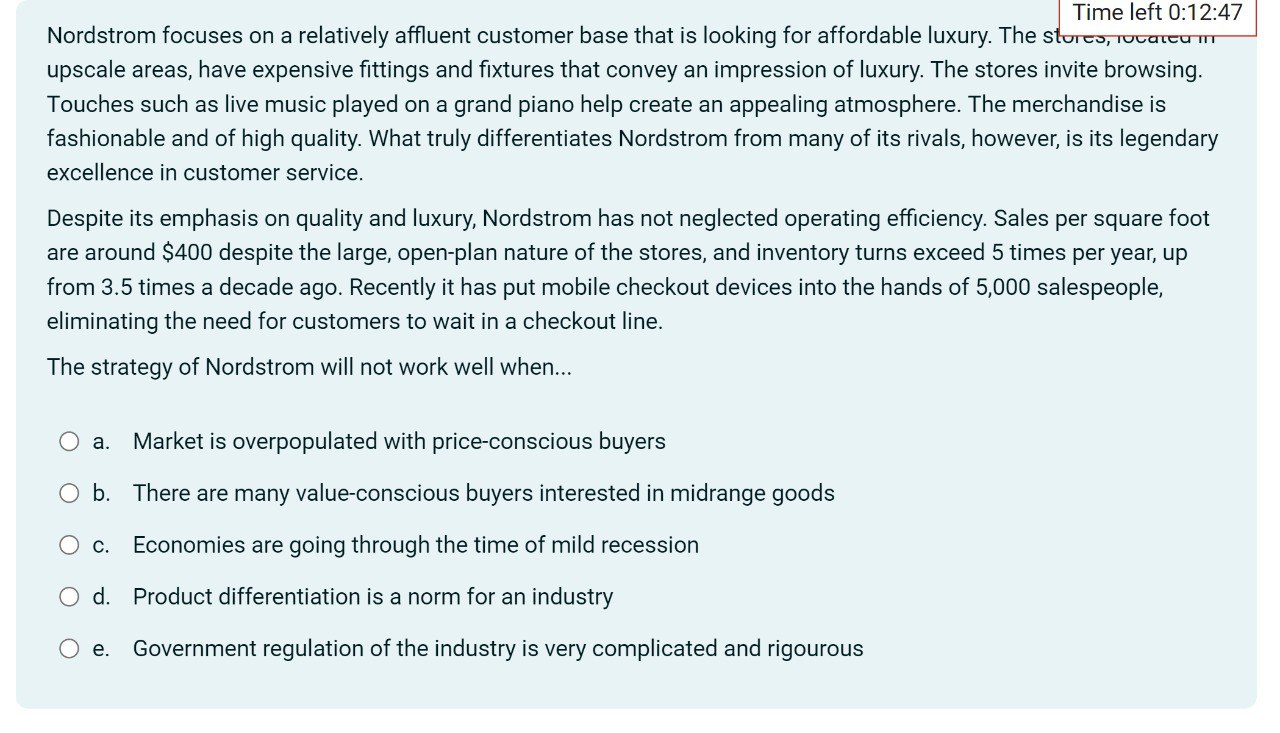 Time left 0:12:47
Nordstrom focuses on a relatively affluent customer base that is looking for affordable luxury. The stores, located in
upscale areas, have expensive fittings and fixtures that convey an impression of luxury. The stores invite browsing.
Touches such as live music played on a grand piano help create an appealing atmosphere. The merchandise is
fashionable and of high quality. What truly differentiates Nordstrom from many of its rivals, however, is its legendary
excellence in customer service.
Despite its emphasis on quality and luxury, Nordstrom has not neglected operating efficiency. Sales per square foot
are around $400 despite the large, open-plan nature of the stores, and inventory turns exceed 5 times per year, up
from 3.5 times a decade ago. Recently it has put mobile checkout devices into the hands of 5,000 salespeople,
eliminating the need for customers to wait in a checkout line.
The strategy of Nordstrom will not work well when...
a. Market is overpopulated with price-conscious buyers
b. There are many value-conscious buyers interested in midrange goods
c. Economies are going through the time of mild recession
d. Product differentiation is a norm for an industry
e. Government regulation of the industry is very complicated and rigourous